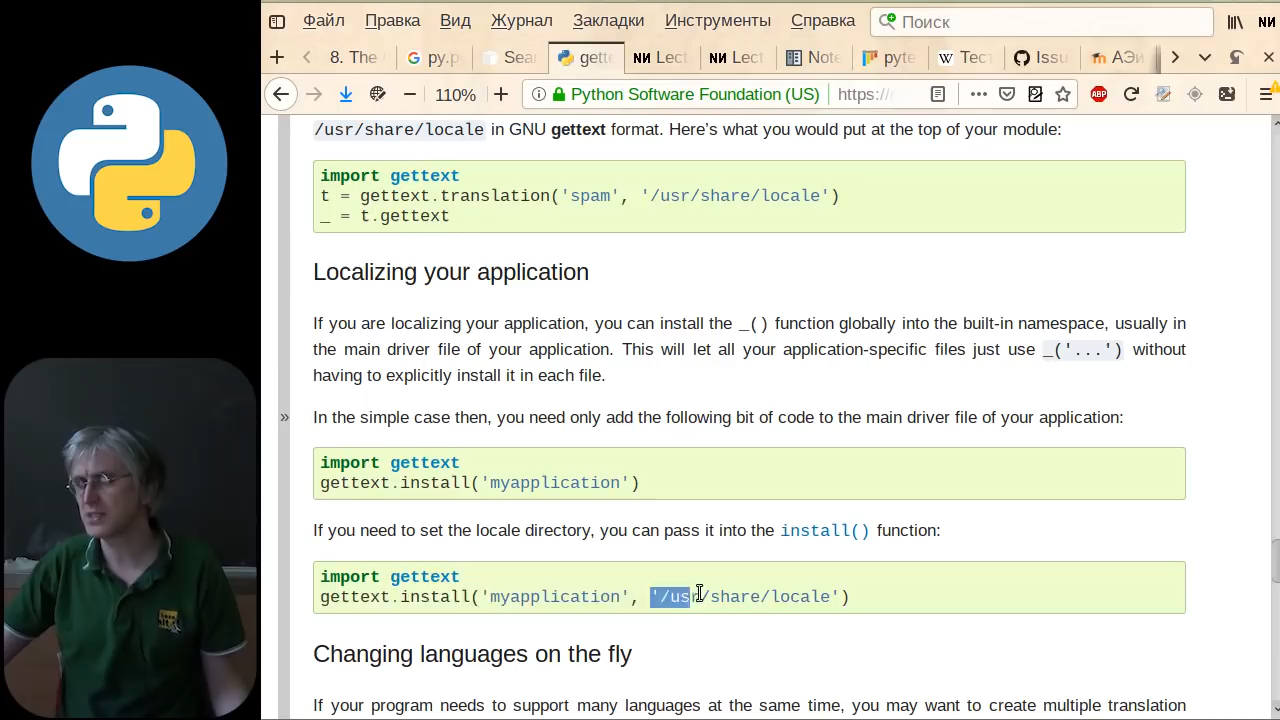 Файл Правка Вид Журнал Закладки Инструменты Справка Поиск
8. The py.p Sea gette Lect Lect Note pyte Тест Issu АЭи
110% Python Software Foundation (US) https://
/usr/share/locale in GNU gettext format. Here’s what you would put at the top of your module:
import gettext
t = gettext.translation('spam', '/usr/share/locale')
_ = t.gettext
Localizing your application
If you are localizing your application, you can install the _() function globally into the built-in namespace, usually in
the main driver file of your application. This will let all your application-specific files just use _('...') without
having to explicitly install it in each file.
In the simple case then, you need only add the following bit of code to the main driver file of your application:
import gettext
gettext.install('myapplication')
If you need to set the locale directory, you can pass it into the install() function:
import gettext
gettext.install('myapplication', '/usr/share/locale')
Changing languages on the fly
If your program needs to support many languages at the same time, you may want to create multiple translation